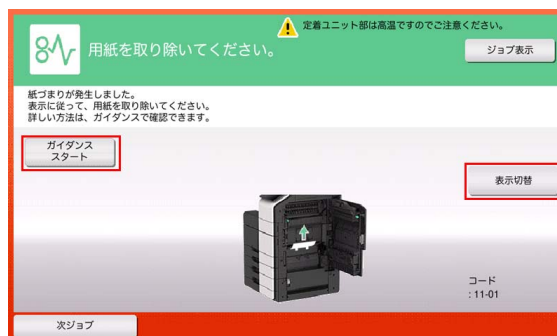 定着ユニット部は高温ですのでご注意ください。
用紙を取り除いてください。
ジョブ表示
紙づまりが発生しました。
表示に従って、用紙を取り除いてください。
詳しい方法は、ガイダンスで確認できます。
ガイダンス
スタート
表示切替
コード
: 11-01
次ジョブ